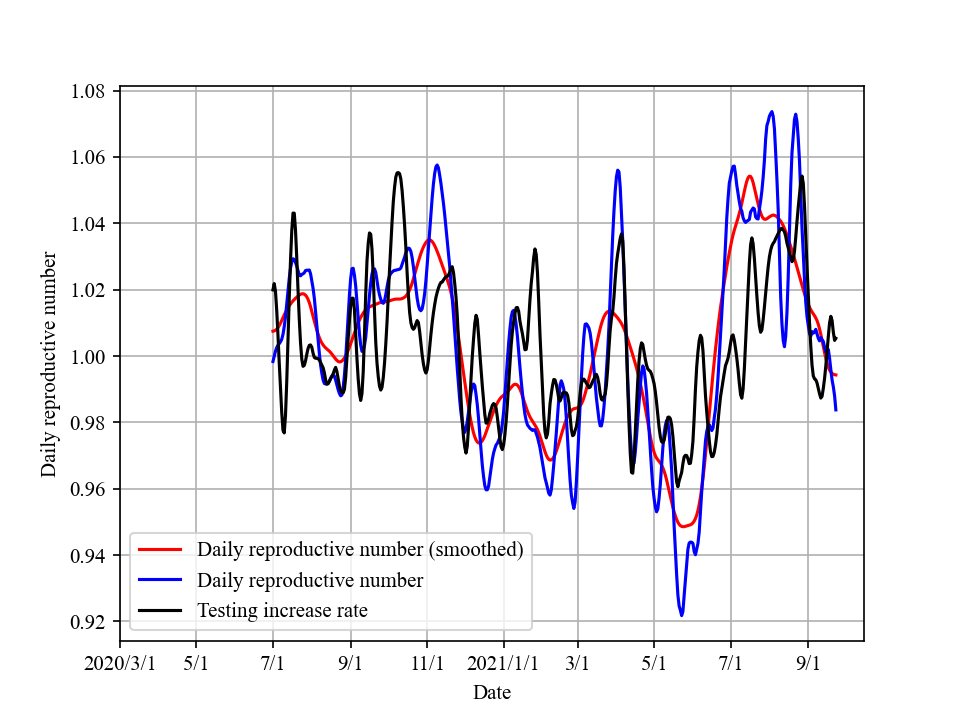 1.08
1.06
1.04
1.02
1.00
0.98
0.96
0.94
0.92
Daily reproductive number
Daily reproductive number (smoothed)
Daily reproductive number
Testing increase rate
2020/3/1 5/1 7/1 9/1 11/1 2021/1/1 3/1 5/1 7/1 9/1
Date